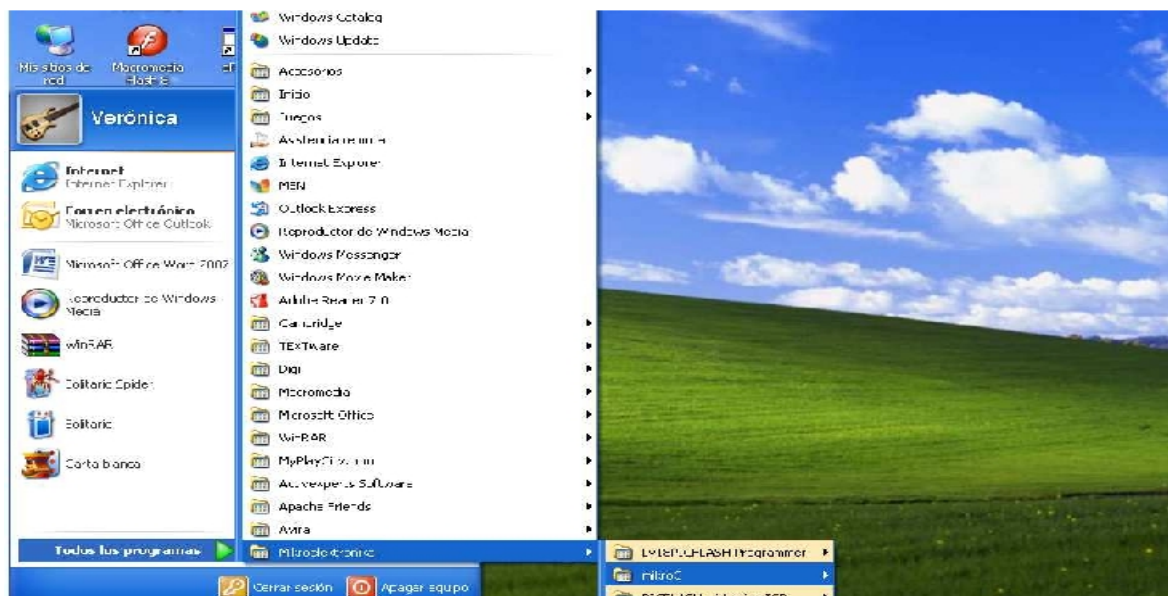 Mis sitios de red
Macromedia Flash 8
Verónica
Internet
Internet Explorer
Correo electrónico
Microsoft Office Outlook
Microsoft Office Word 2007
Reproductor de Windows Media
WinRAR
Solitario Spider
Solitario
Carta blanca
Todos los programas
Windows Catalog
Windows Update
Accesorios
Inicio
Juegos
Asistencia remota
Internet Explorer
MSN
Outlook Express
Reproductor de Windows Media
Windows Messenger
Windows Movie Maker
Adobe Reader 7.0
Cambridge
TEXTware
Digi
Macromedia
Microsoft Office
WinRAR
ActiveXperts Software
Apache Friends
Avira
Mikroelektronika
mikroC
Cerrar sesión
Apagar equipo